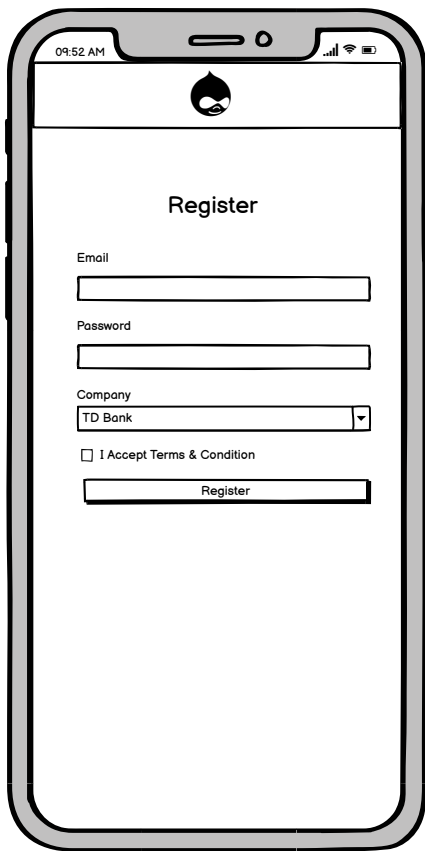 09:52 AM
Register
Email
Password
Company
TD Bank
I Accept Terms & Condition
Register